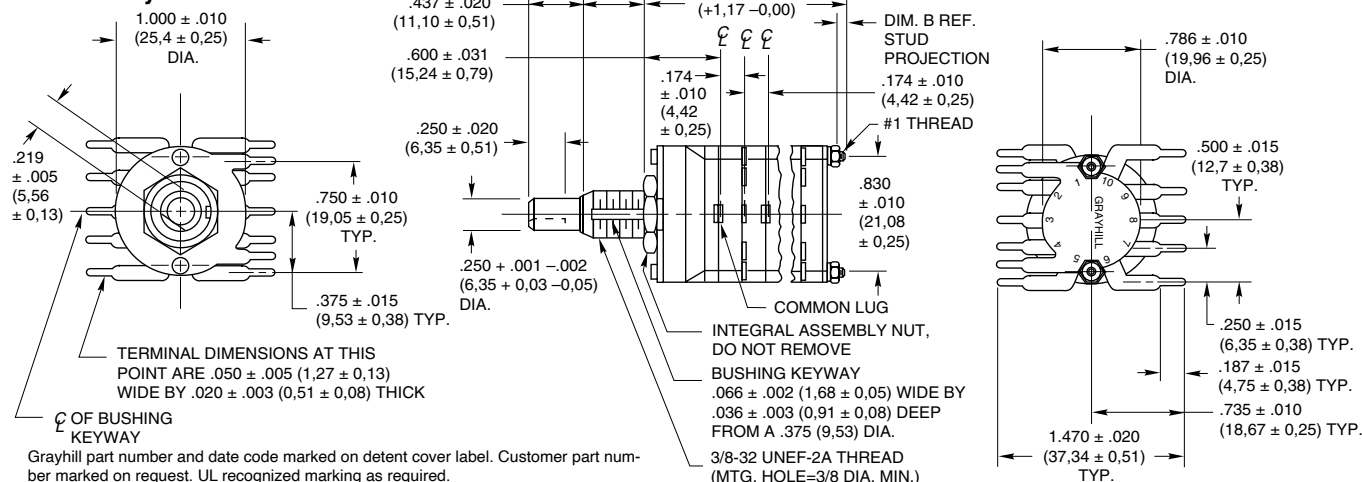 1.000 ± .010
(25,4 ± 0,25)
DIA.
.219
± .005
(5,56
± 0,13)
.750 ± .010
(19,05 ± 0,25)
TYP.
.375 ± .015
(9,53 ± 0,38) TYP.
TERMINAL DIMENSIONS AT THIS
POINT ARE .050 ± .005 (1,27 ± 0,13)
WIDE BY .020 ± .003 (0,51 ± 0,08) THICK
℄ OF BUSHING
KEYWAY
Grayhill part number and date code marked on detent cover label. Customer part num-
ber marked on request. UL recognized marking as required.
.437 ± .020
(11,10 ± 0,51)
(+1,17 –0,00)
℄ ℄ ℄
.600 ± .031
(15,24 ± 0,79)
.174
± .010
(4,42
± 0,25)
DIM. B REF.
STUD
PROJECTION
.174 ± .010
(4,42 ± 0,25)
#1 THREAD
.250 ± .020
(6,35 ± 0,51)
.830
± .010
(21,08
± 0,25)
.250 + .001 –.002
(6,35 + 0,03 –0,05)
DIA.
COMMON LUG
INTEGRAL ASSEMBLY NUT,
DO NOT REMOVE
BUSHING KEYWAY
.066 ± .002 (1,68 ± 0,05) WIDE BY
.036 ± .003 (0,91 ± 0,08) DEEP
FROM A .375 (9,53) DIA.
3/8-32 UNEF-2A THREAD
(MTG. HOLE=3/8 DIA. MIN.)
.786 ± .010
(19,96 ± 0,25)
DIA.
.500 ± .015
(12,7 ± 0,38)
TYP.
1
10
2
9
3
GRAYHILL
8
4
7
5
6
.250 ± .015
(6,35 ± 0,38) TYP.
.187 ± .015
(4,75 ± 0,38) TYP.
.735 ± .010
(18,67 ± 0,25) TYP.
1.470 ± .020
(37,34 ± 0,51)
TYP.